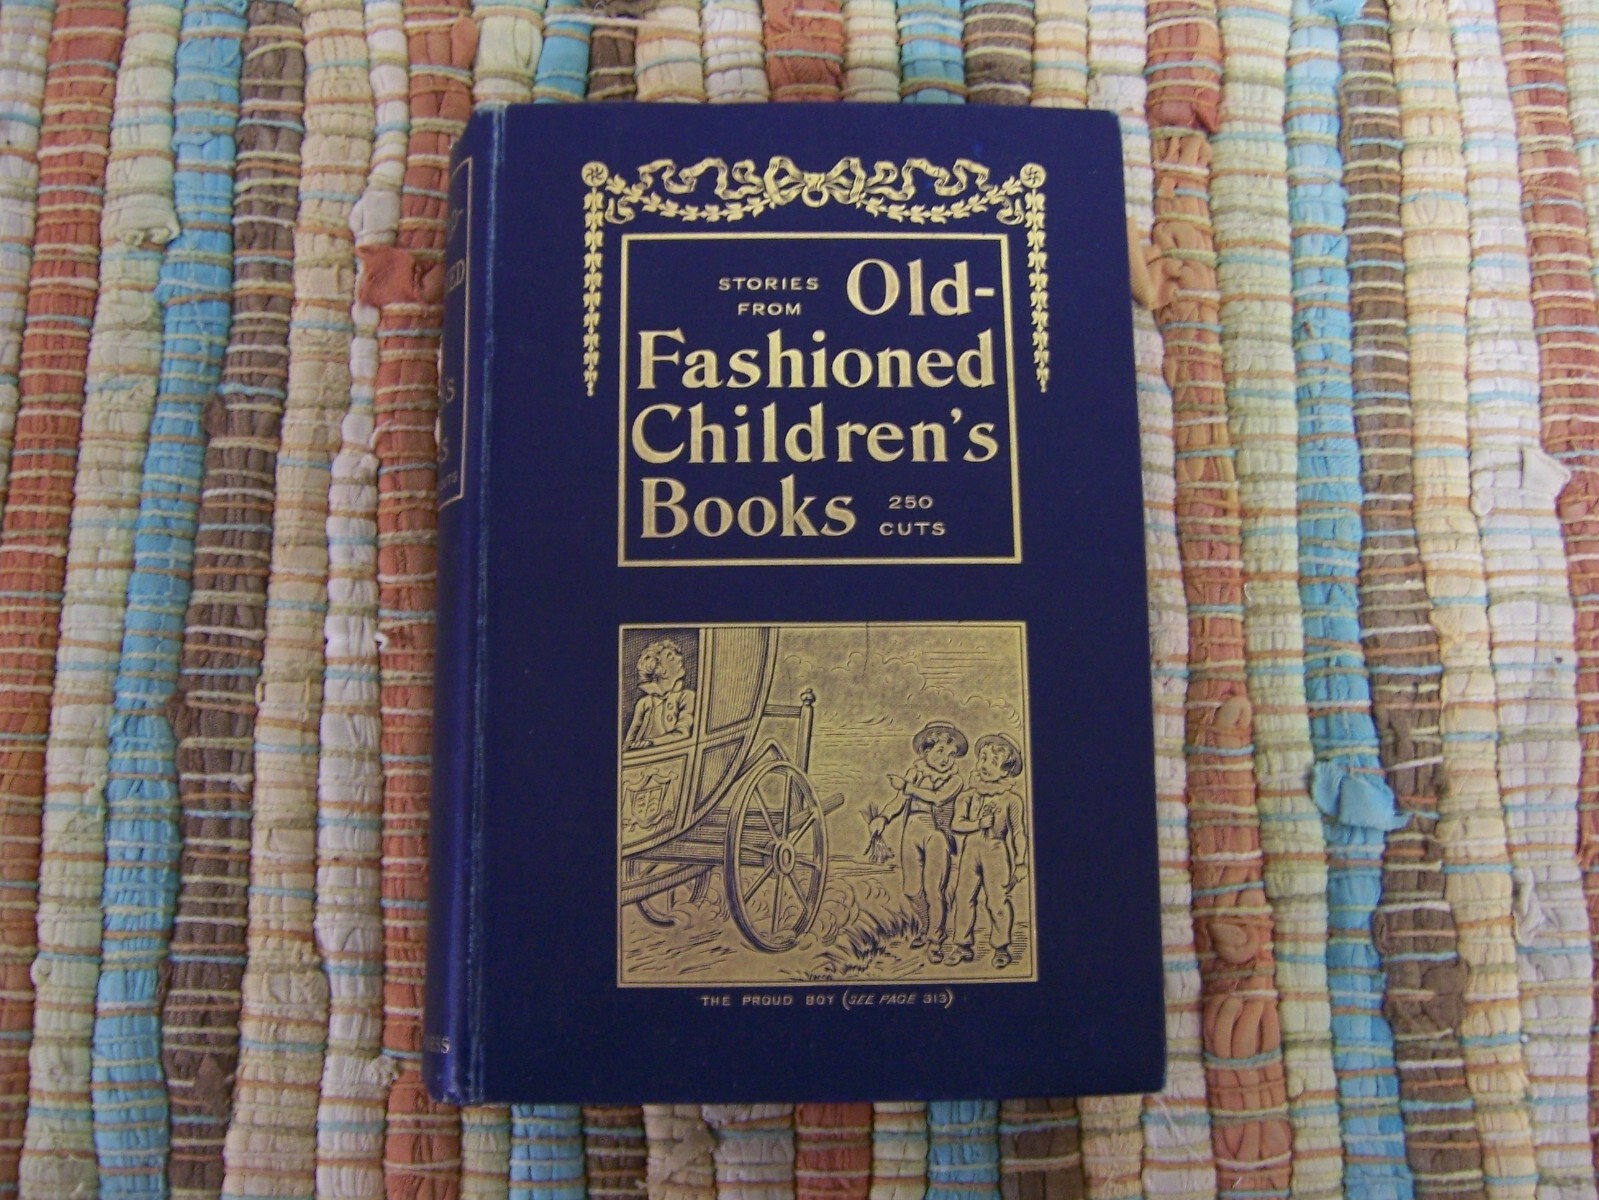 STORIES
FROM Old-
Fashioned
Children's
Books 250
CUTS
THE PROUD BOY (SEE PAGE 313)